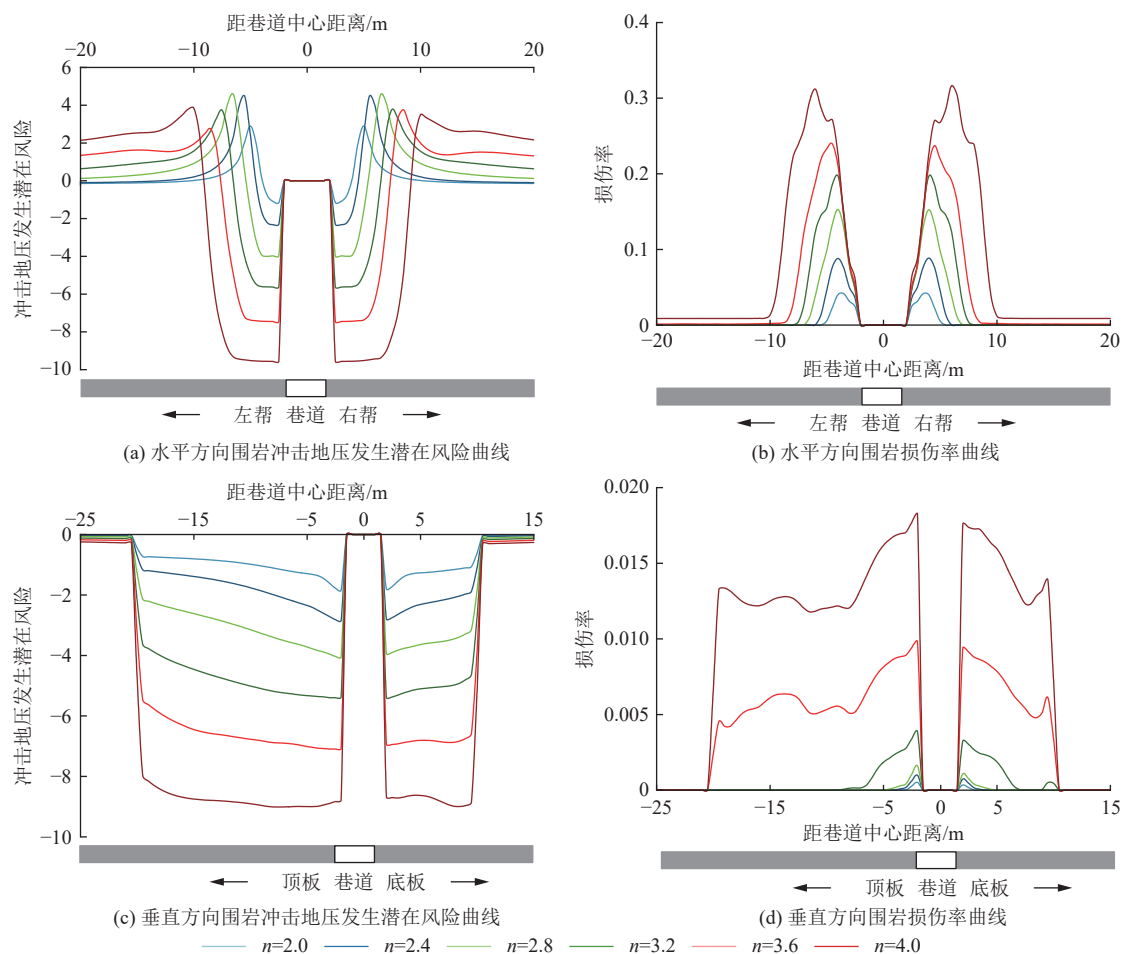 距巷道中心距离/m
−20 −10 0 10 20
6
4
2
0
−2
−4
−6
−8
−10
冲击地压发生潜在风险
左帮 巷道 右帮
(a) 水平方向围岩冲击地压发生潜在风险曲线
0.4
0.3
0.2
0.1
0
损伤率
−20 −10 0 10 20
距巷道中心距离/m
左帮 巷道 右帮
(b) 水平方向围岩损伤率曲线
距巷道中心距离/m
−25 −15 −5 0 5 15
0
−2
−4
−6
−8
−10
冲击地压发生潜在风险
顶板 巷道 底板
(c) 垂直方向围岩冲击地压发生潜在风险曲线
0.020
0.015
0.010
0.005
0
损伤率
−25 −15 −5 0 5 15
距巷道中心距离/m
顶板 巷道 底板
(d) 垂直方向围岩损伤率曲线
n=2.0 n=2.4 n=2.8 n=3.2 n=3.6 n=4.0